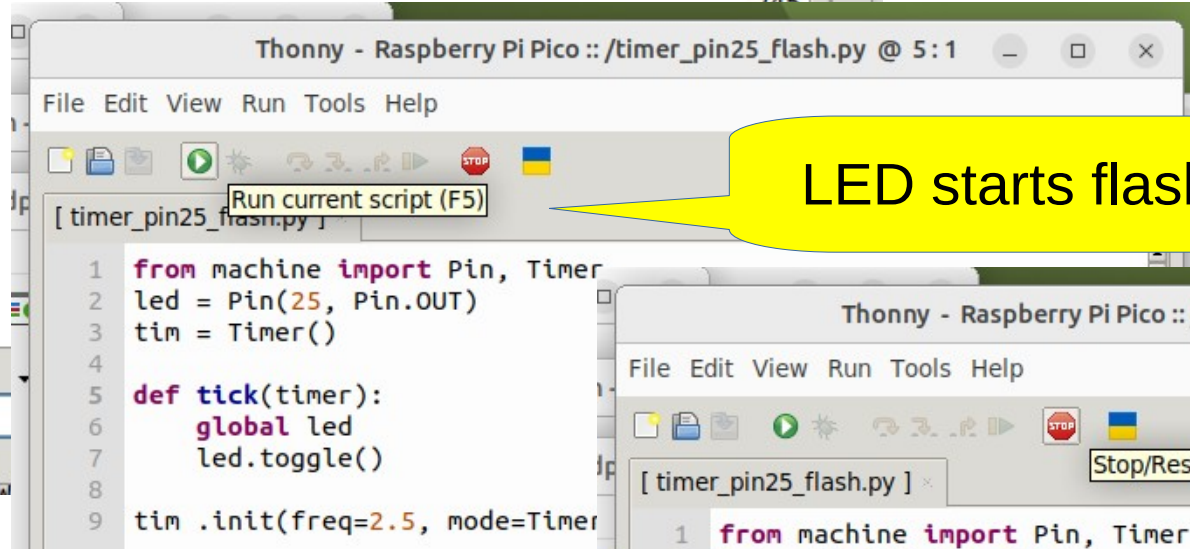 Thonny - Raspberry Pi Pico :: /timer_pin25_flash.py @ 5:1
File Edit View Run Tools Help
STOP
Run current script (F5)
LED starts
[ timer_pin25_flash.py ]
1 from machine import Pin, Timer
2 led = Pin(25, Pin.OUT)
3 tim = Timer()
4
5 def tick(timer):
6 global led
7 led.toggle()
8
9 tim .init(freq=2.5, mode=Timer
Thonny - Raspberry Pi Pico ::
File Edit View Run Tools Help
STOP
Stop/Res
[ timer_pin25_flash.py ]
1 from machine import Pin, Timer